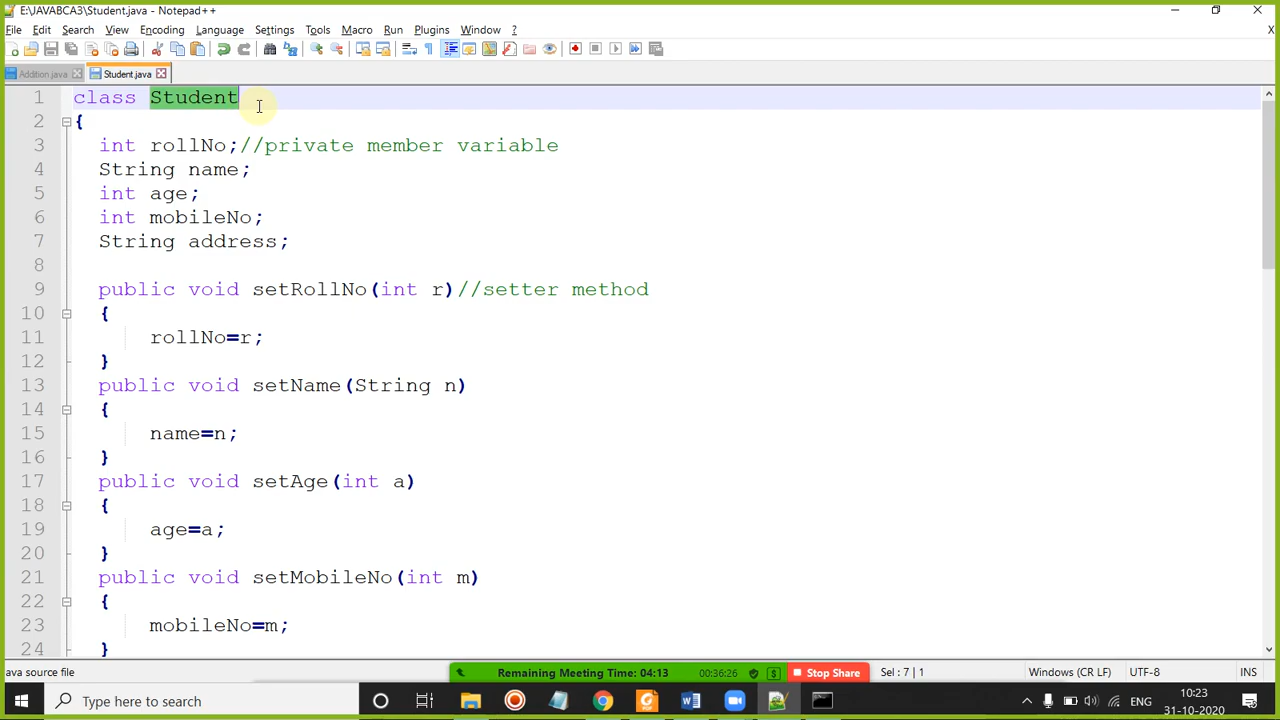 E:\JAVABCA3\Student.java - Notepad++
File Edit Search View Encoding Language Settings Tools Macro Run Plugins Window ? X
Addition.java Student.java
1 class Student
2 {
3 int rollNo;//private member variable
4 String name;
5 int age;
6 int mobileNo;
7 String address;
8
9 public void setRollNo(int r)//setter method
10 {
11 rollNo=r;
12 }
13 public void setName(String n)
14 {
15 name=n;
16 }
17 public void setAge(int a)
18 {
19 age=a;
20 }
21 public void setMobileNo(int m)
22 {
23 mobileNo=m;
24 }
ava source file Remaining Meeting Time: 04:13 00:36:26 Stop Share Sel : 7 | 1 Windows (CR LF) UTF-8 INS
Type here to search ENG 10:23
31-10-2020